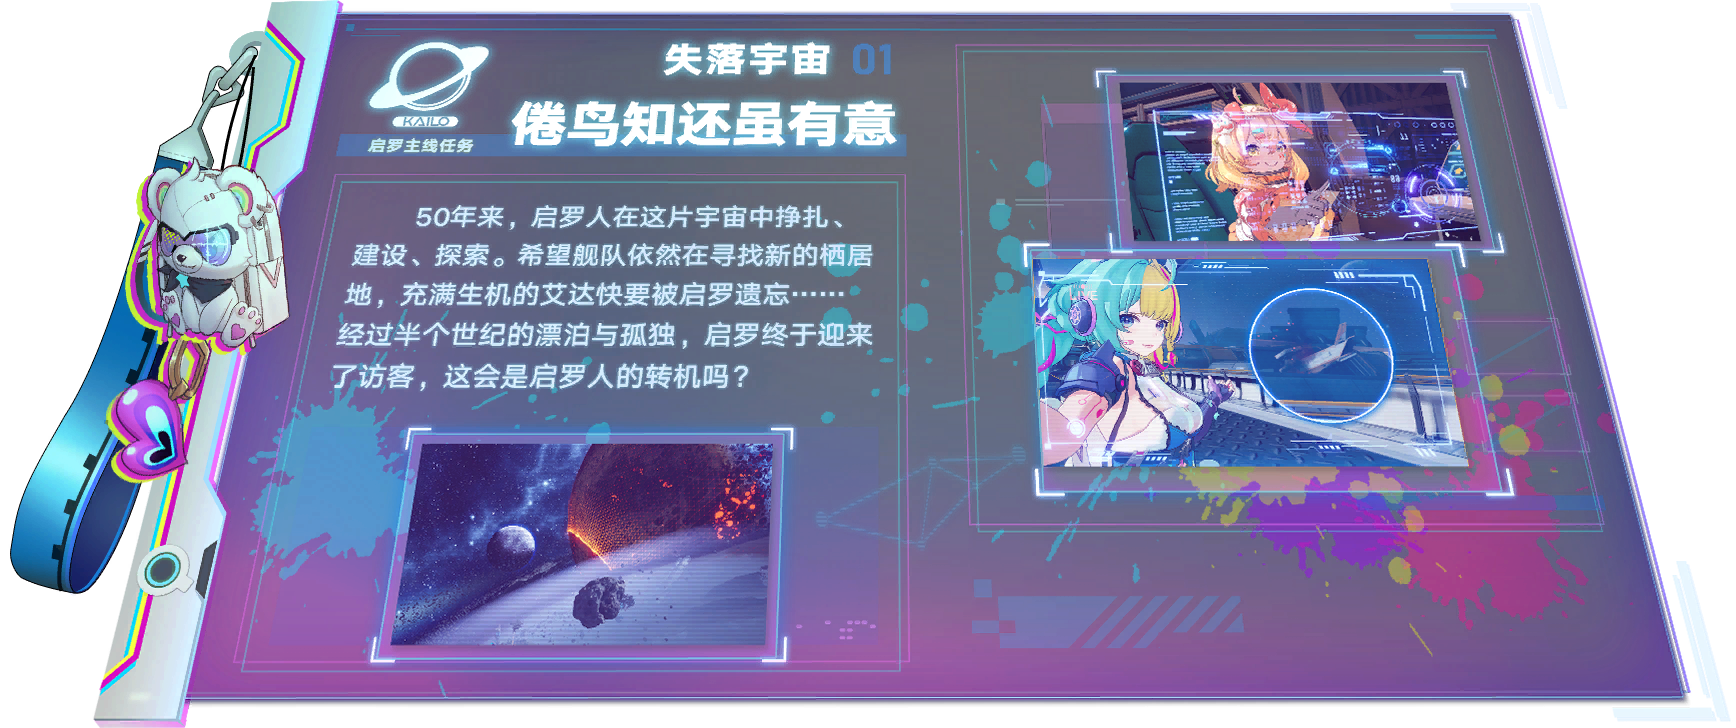 失落宇宙 01
倦鸟知还虽有意
KAILO
启罗主线任务
50年来，启罗人在这片宇宙中挣扎、
建设、探索。希望舰队依然在寻找新的栖居
地，充满生机的艾达快要被启罗遗忘……
经过半个世纪的漂泊与孤独，启罗终于迎来
了访客，这会是启罗人的转机吗？